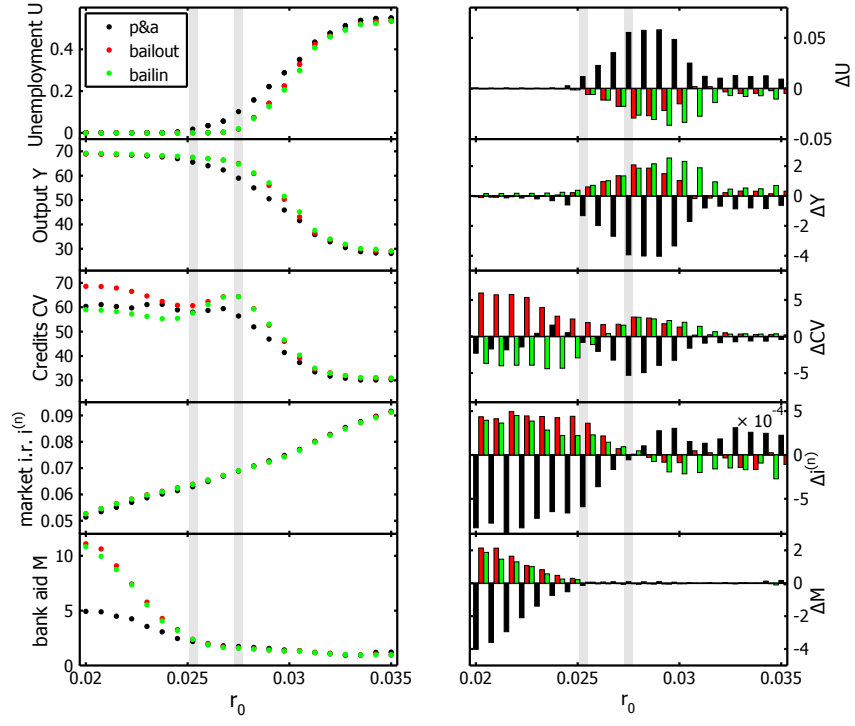 p&a
bailout
bailin
Unemployment U
0.4
0.2
0
Output Y
70
60
50
40
30
Credits CV
70
60
50
40
30
market i.r. i(n)
0.09
0.08
0.07
0.06
0.05
bank aid M
10
5
0
0.02 0.025 0.03 0.035
r0
0.05
0
-0.05
ΔU
2
0
-2
-4
ΔY
5
0
-5
ΔCV
× 10-4
5
0
-5
Δi(n)
2
0
-2
-4
ΔM
0.02 0.025 0.03 0.035
r0